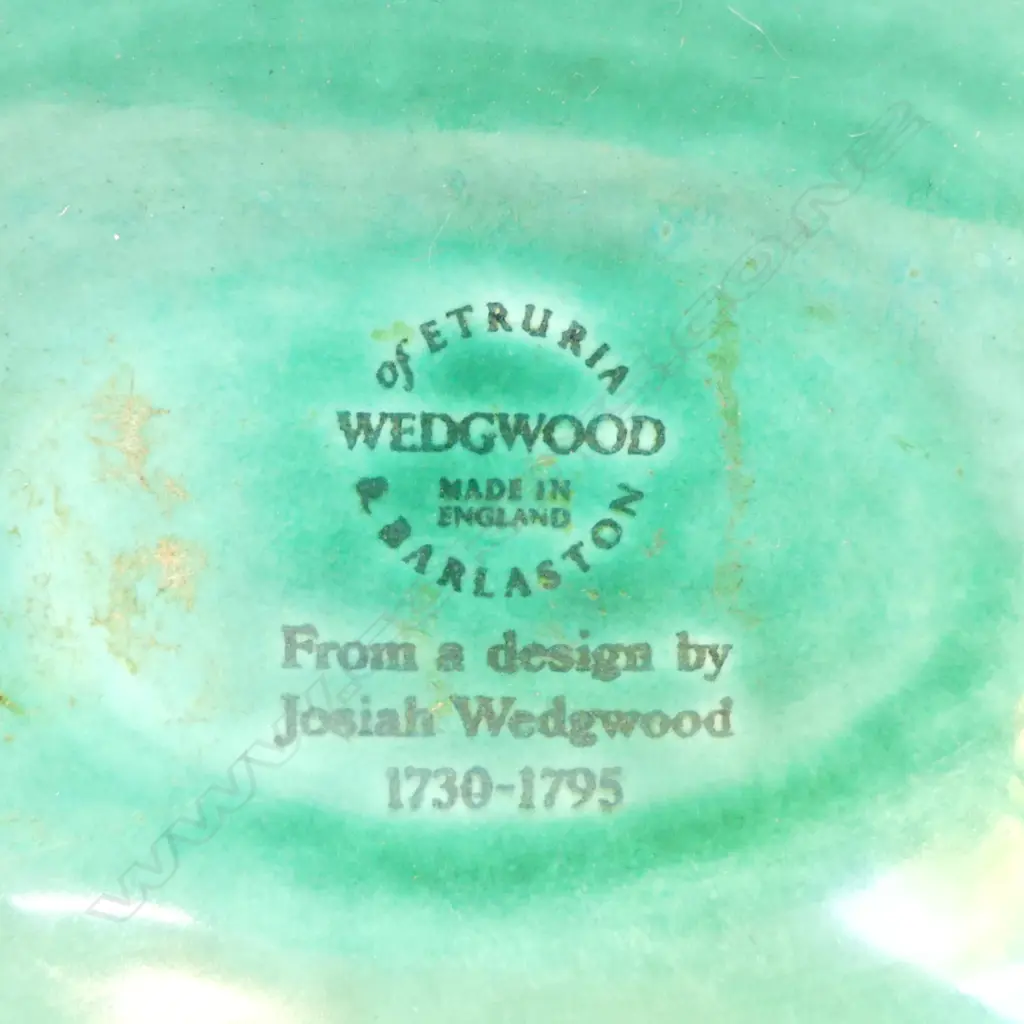 of ETRURIA
WEDGWOOD
MADE IN
ENGLAND
& BARLASTON
From a design by
Josiah Wedgwood
1730-1795